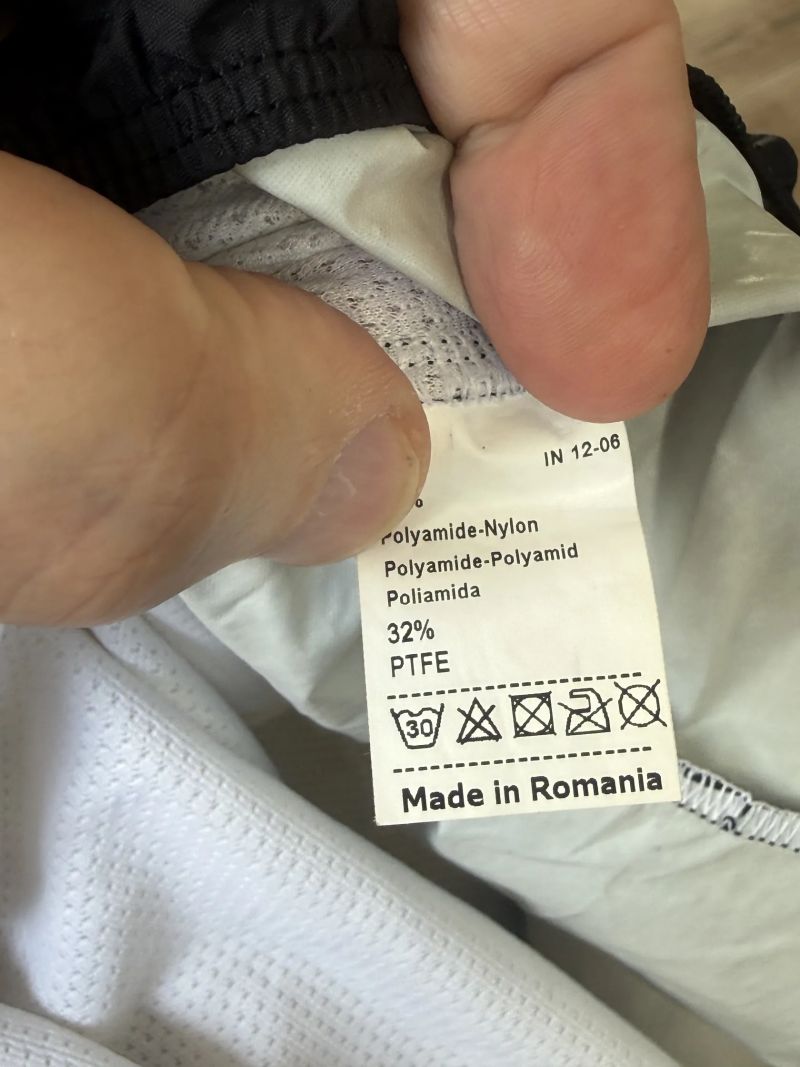 IN 12-06
%
Polyamide-Nylon
Polyamide-Polyamid
Poliamida
32%
PTFE
30
Made in Romania